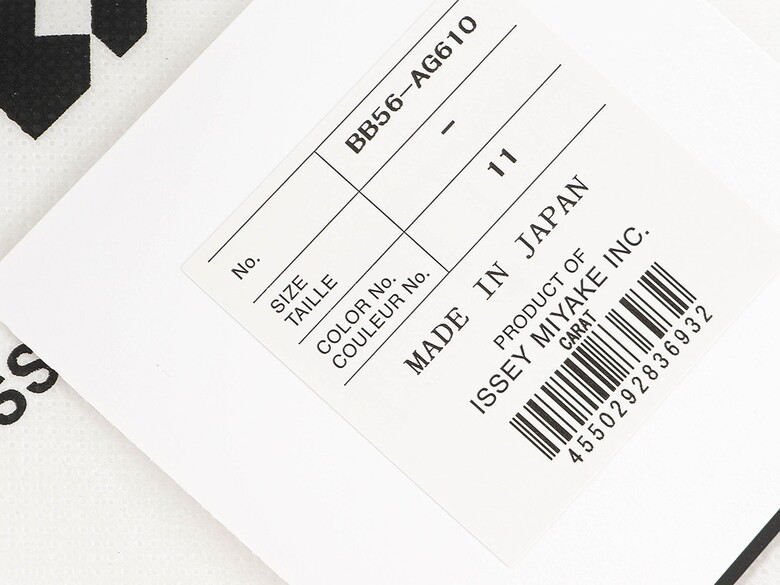 No. BB56-AG610
SIZE
TAILLE -
COLOR No.
COULEUR No. 11
MADE IN JAPAN
PRODUCT OF
ISSEY MIYAKE INC.
CARAT
4550292836932
SS